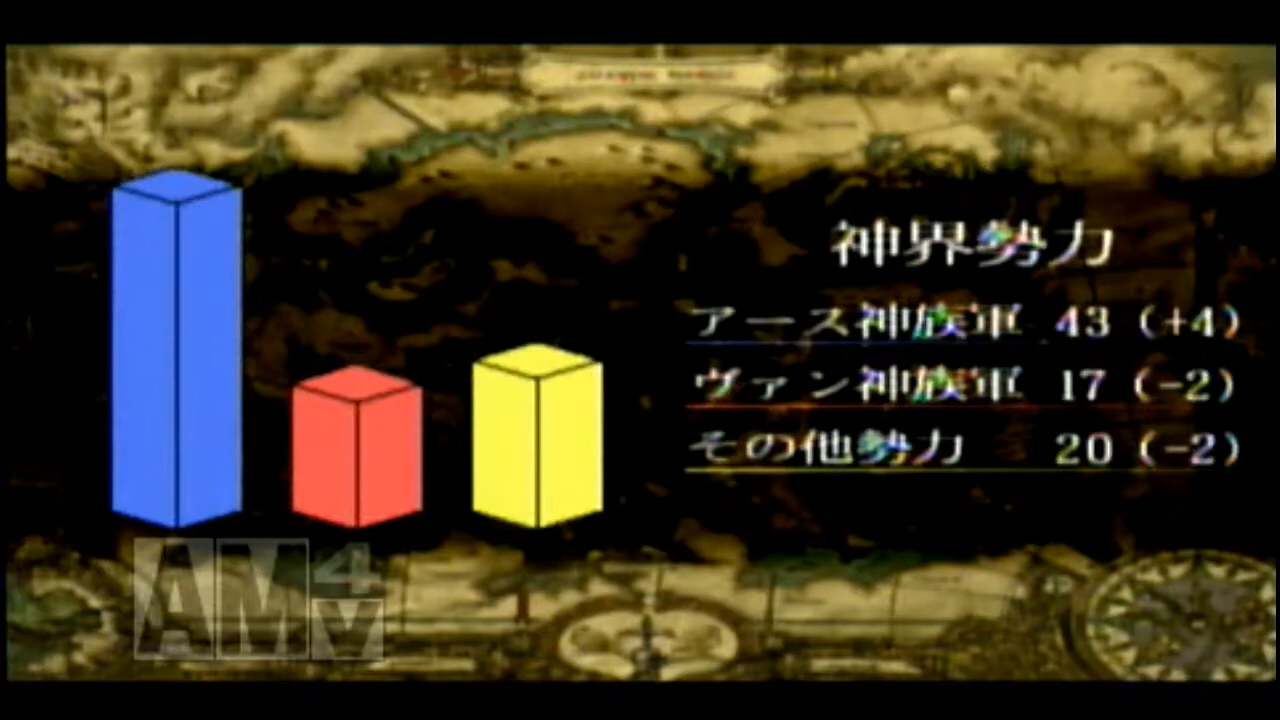 神界勢力
アース神族軍 43 (+4)
ヴァン神族軍 17 (-2)
その他勢力 20 (-2)
AM4V